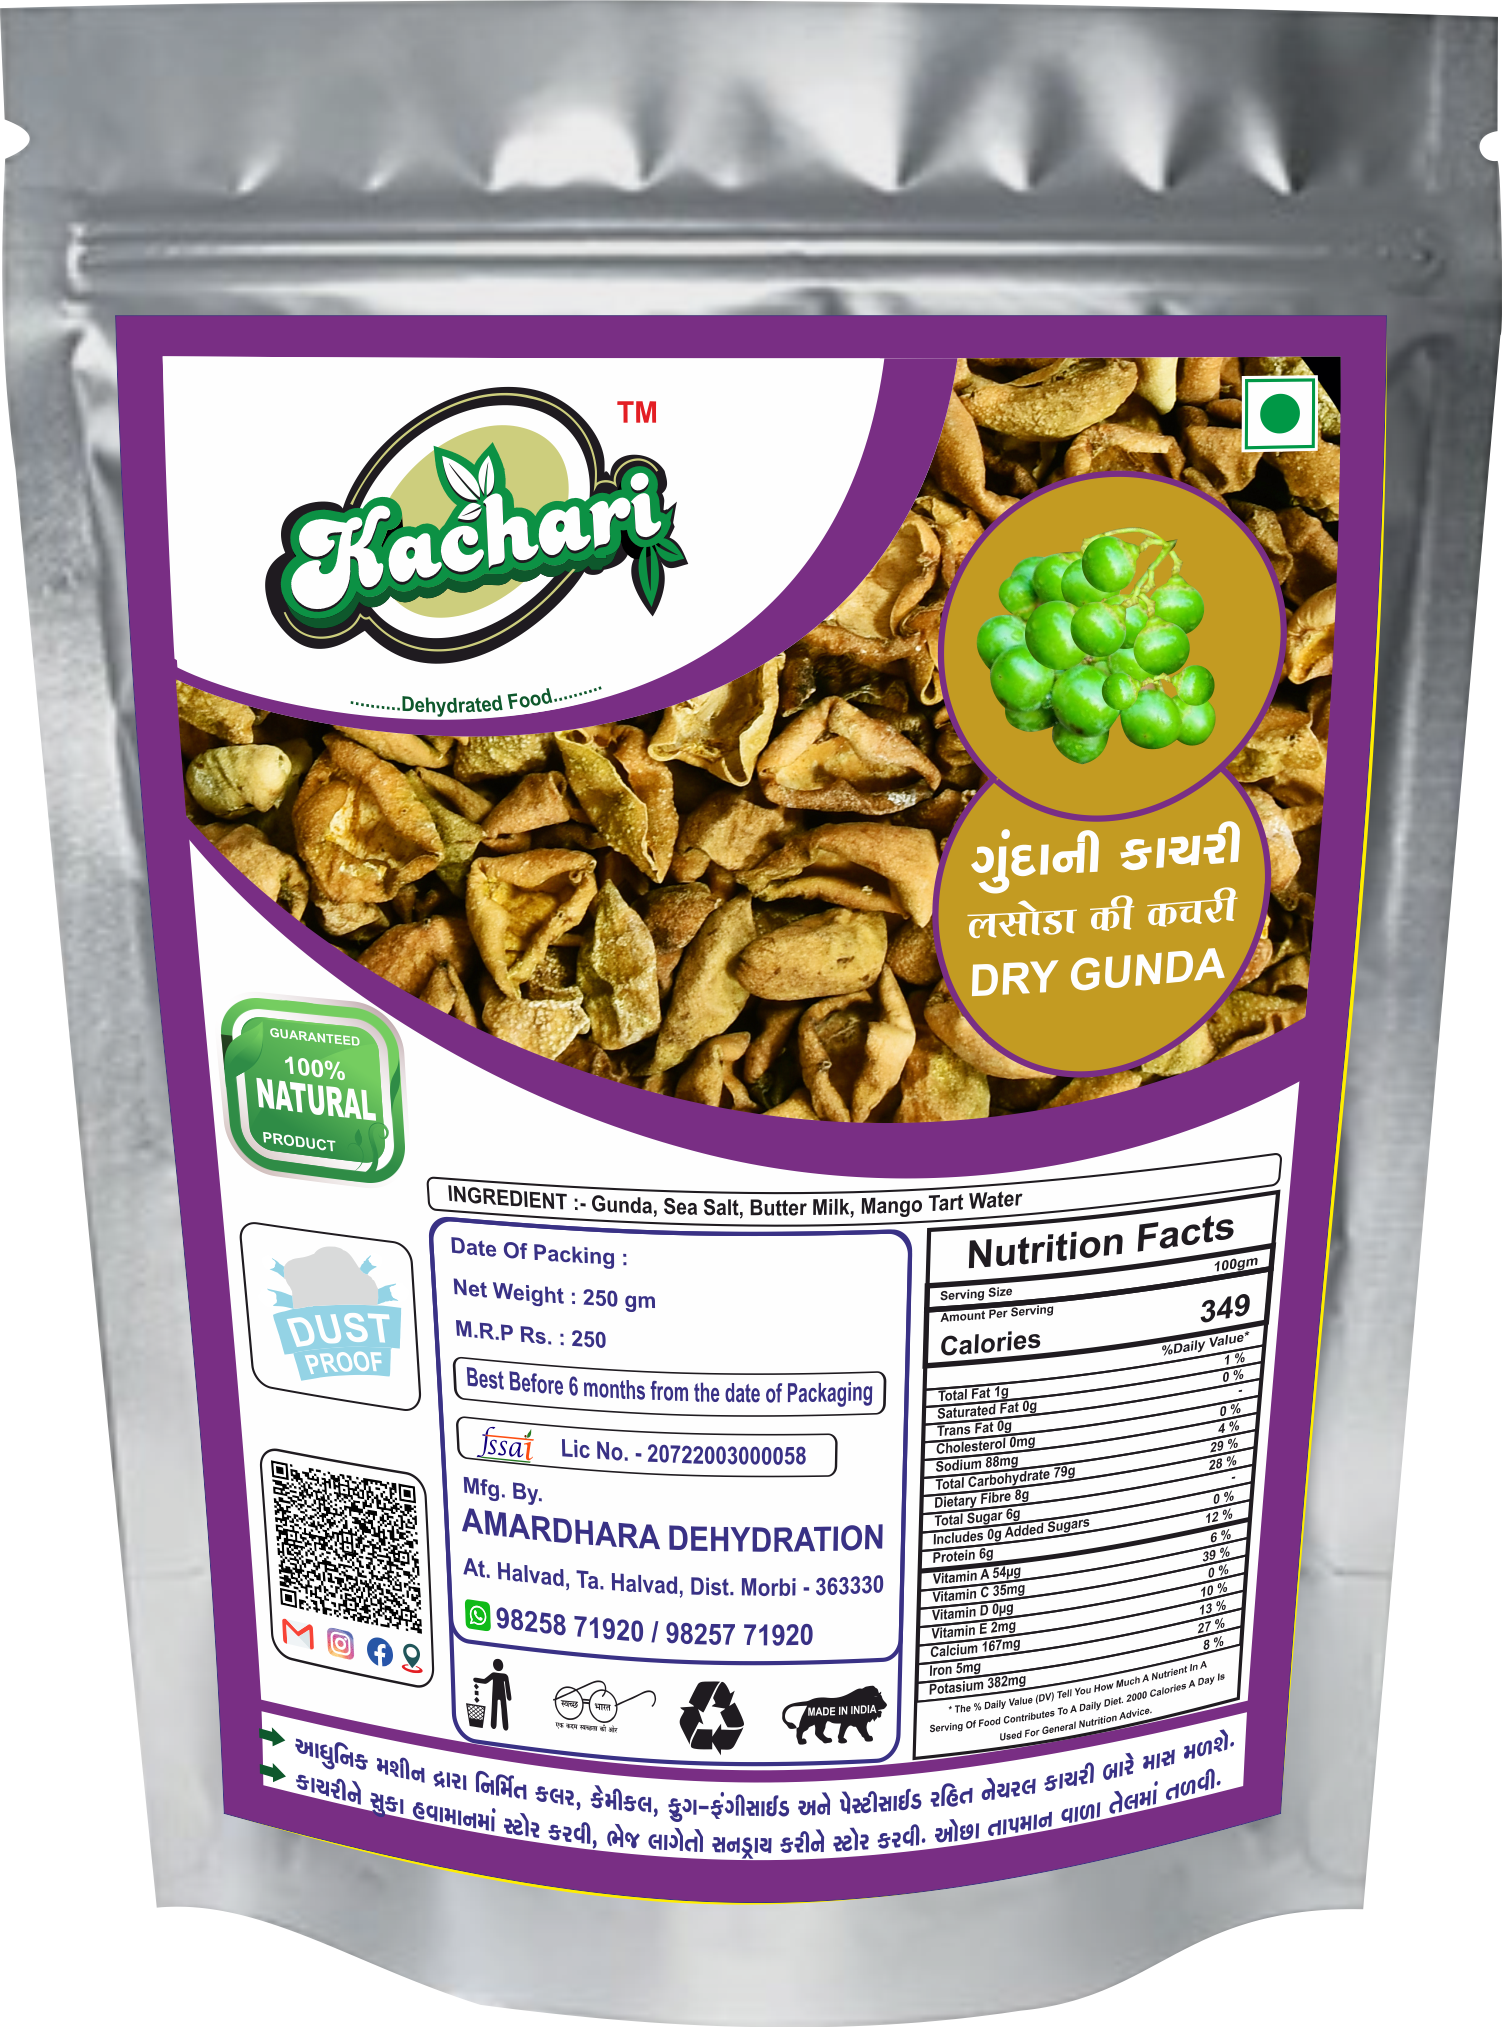 TM
Kachari
..........Dehydrated Food..........
ગુંદાની કાચરી
लसोडा की कचरी
DRY GUNDA
GUARANTEED
100%
NATURAL
PRODUCT
DUST
PROOF
INGREDIENT :- Gunda, Sea Salt, Butter Milk, Mango Tart Water
Date Of Packing :
Net Weight : 250 gm
M.R.P Rs. : 250
Best Before 6 months from the date of Packaging
fssai Lic No. - 20722003000058
Mfg. By.
AMARDHARA DEHYDRATION
At. Halvad, Ta. Halvad, Dist. Morbi - 363330
98258 71920 / 98257 71920
स्वच्छ भारत
एक कदम स्वच्छता की ओर
MADE IN INDIA
Nutrition Facts
Serving Size 100gm
Amount Per Serving
Calories 349
%Daily Value*
Total Fat 1g 1 %
Saturated Fat 0g 0 %
Trans Fat 0g -
Cholesterol 0mg 0 %
Sodium 88mg 4 %
Total Carbohydrate 79g 29 %
Dietary Fibre 8g 28 %
Total Sugar 6g -
Includes 0g Added Sugars 0 %
Protein 6g 12 %
Vitamin A 54µg 6 %
Vitamin C 35mg 39 %
Vitamin D 0µg 0 %
Vitamin E 2mg 10 %
Calcium 167mg 13 %
Iron 5mg 27 %
Potasium 382mg 8 %
* The % Daily Value (DV) Tell You How Much A Nutrient In A
Serving Of Food Contributes To A Daily Diet. 2000 Calories A Day Is
Used For General Nutrition Advice.
આધુનિક મશીન દ્રારા નિર્મિત કલર, કેમીકલ, ફુગ-ફંગીસાઈડ અને પેસ્ટીસાઈડ રહિત નેચરલ કાચરી બારે માસ મળશે.
કાચરીને સુકા હવામાનમાં સ્ટોર કરવી, ભેજ લાગેતો સનડ્રાય કરીને સ્ટોર કરવી. ઓછા તાપમાન વાળા તેલમાં તળવી.